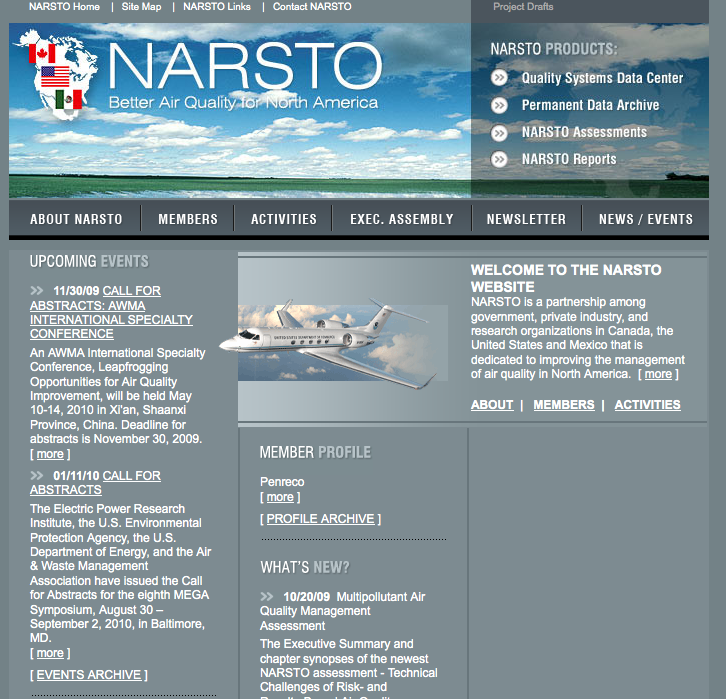 NARSTO Home | Site Map | NARSTO Links | Contact NARSTO
Project Drafts
NARSTO
Better Air Quality for North America
NARSTO PRODUCTS:
Quality Systems Data Center
Permanent Data Archive
NARSTO Assessments
NARSTO Reports
ABOUT NARSTO
MEMBERS
ACTIVITIES
EXEC. ASSEMBLY
NEWSLETTER
NEWS / EVENTS
UPCOMING EVENTS
11/30/09 CALL FOR
ABSTRACTS: AWMA
INTERNATIONAL SPECIALTY
CONFERENCE
An AWMA International Specialty
Conference, Leapfrogging
Opportunities for Air Quality
Improvement, will be held May
10-14, 2010 in Xi'an, Shaanxi
Province, China. Deadline for
abstracts is November 30, 2009.
[ more ]
01/11/10 CALL FOR
ABSTRACTS
The Electric Power Research
Institute, the U.S. Environmental
Protection Agency, the U.S.
Department of Energy, and the Air
& Waste Management
Association have issued the Call
for Abstracts for the eighth MEGA
Symposium, August 30 –
September 2, 2010, in Baltimore,
MD.
[ more ]
[ EVENTS ARCHIVE ]
WELCOME TO THE NARSTO
WEBSITE
NARSTO is a partnership among
government, private industry, and
research organizations in Canada, the
United States and Mexico that is
dedicated to improving the management
of air quality in North America. [ more ]
ABOUT | MEMBERS | ACTIVITIES
MEMBER PROFILE
Penreco
[ more ]
[ PROFILE ARCHIVE ]
WHAT'S NEW?
10/20/09 Multipollutant Air
Quality Management
Assessment
The Executive Summary and
chapter synopses of the newest
NARSTO assessment - Technical
Challenges of Risk- and